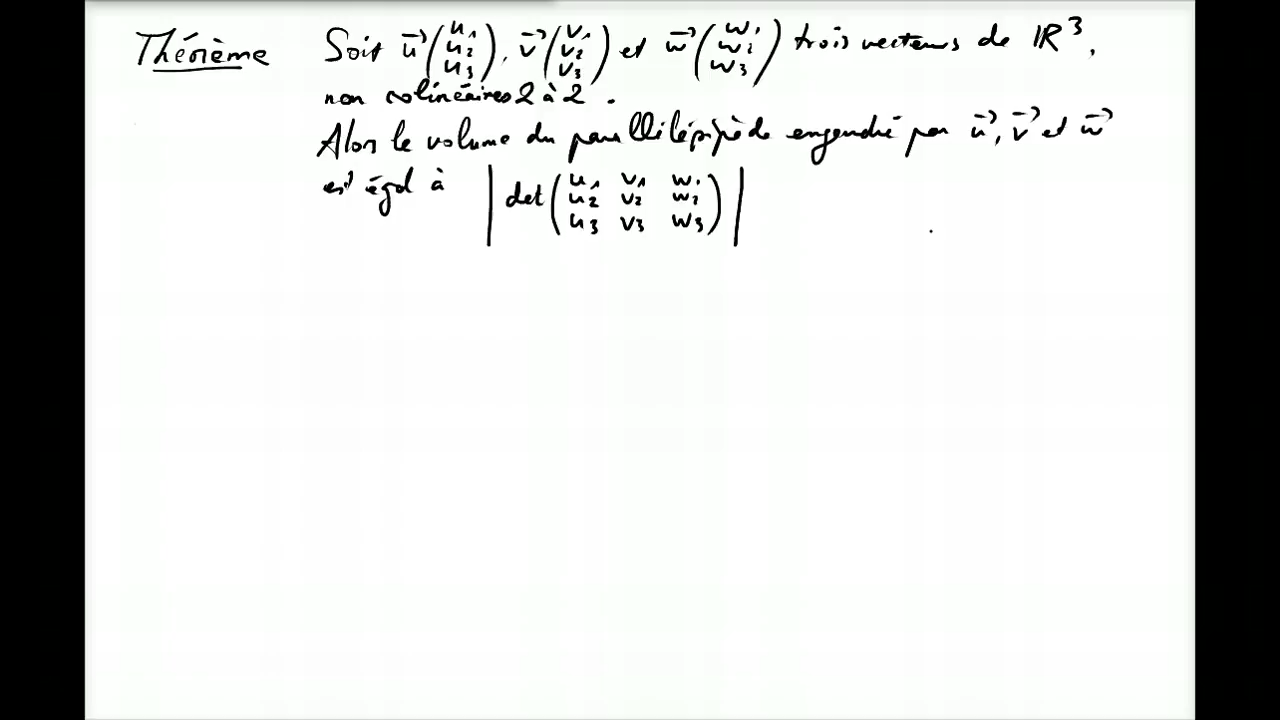 Théorème Soit u⃗ (u₁ u₂ u₃), v⃗ (v₁ v₂ v₃) et w⃗ (w₁ w₂ w₃) trois vecteurs de ℝ³,
non colinéaires 2 à 2.
Alors le volume du parallélépipède engendré par u⃗, v⃗ et w⃗
est égal à | det (u₁ v₁ w₁
u₂ v₂ w₂
u₃ v₃ w₃) |